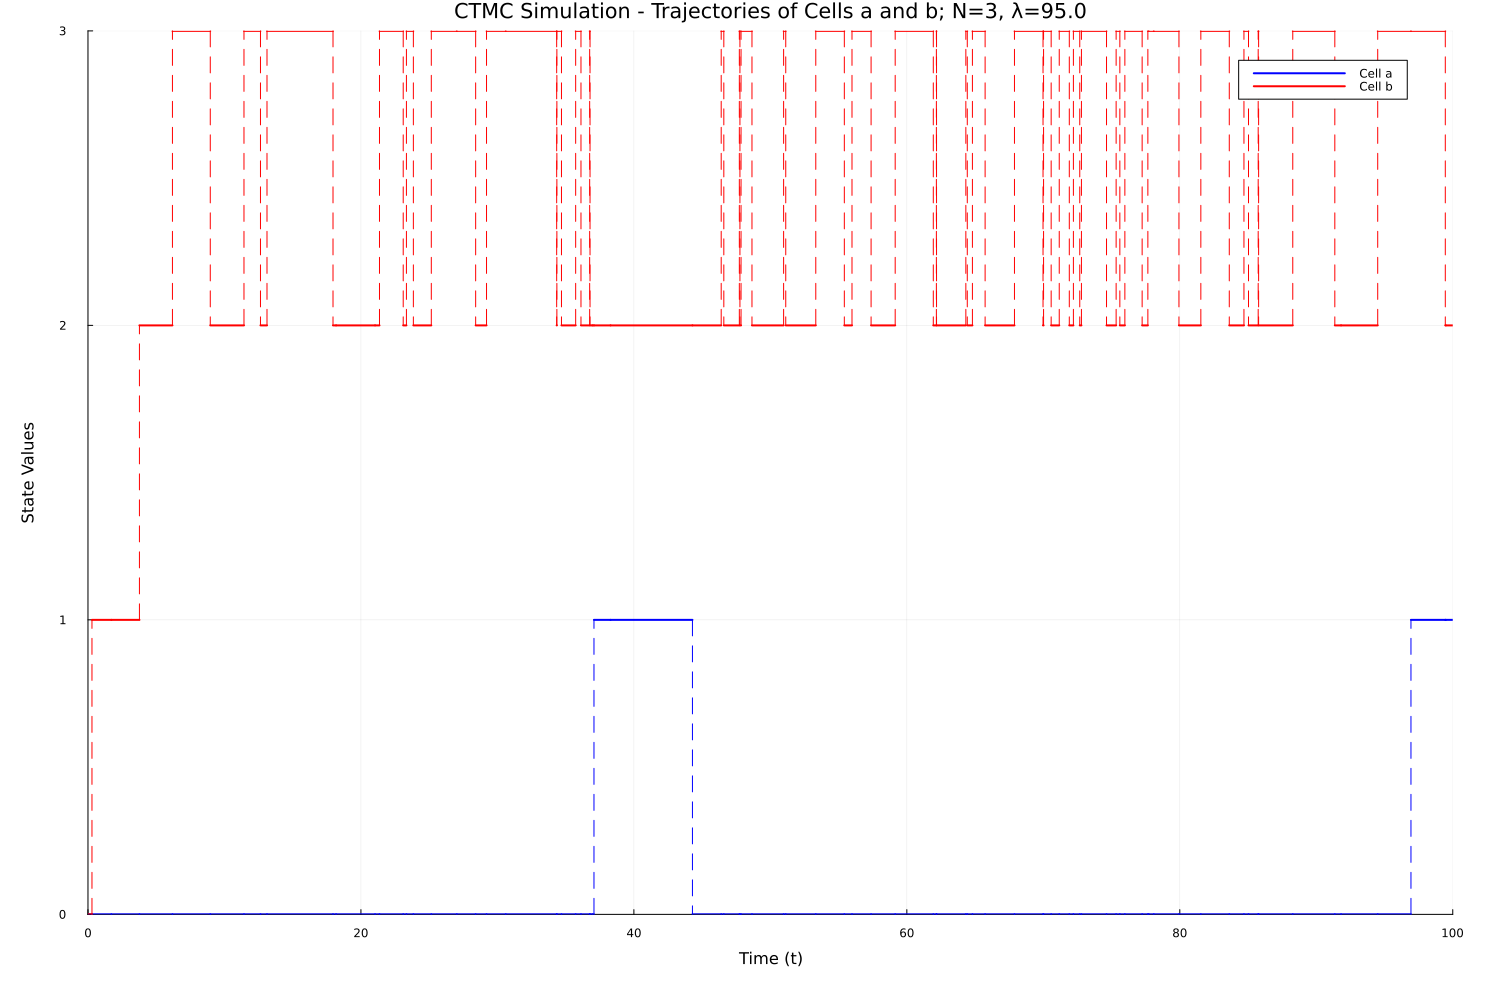 CTMC Simulation - Trajectories of Cells a and b; N=3, λ=95.0
3
Cell a
Cell b
2
State Values
1
0
0 20 40 60 80 100
Time (t)